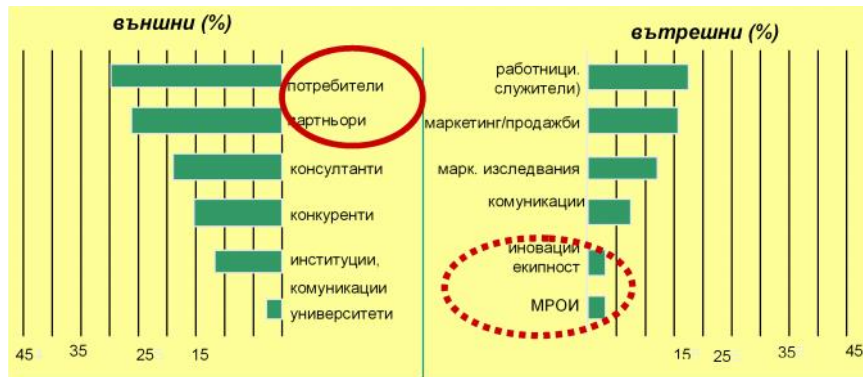 външни (%)
потребители
партньори
консултанти
конкуренти
институции,
комуникации
университети
45 35 25 15
вътрешни (%)
работници.
служители)
маркетинг/продажби
марк. изследвания
комуникации
иноваций
екипност
МРОИ
15 25 35 45